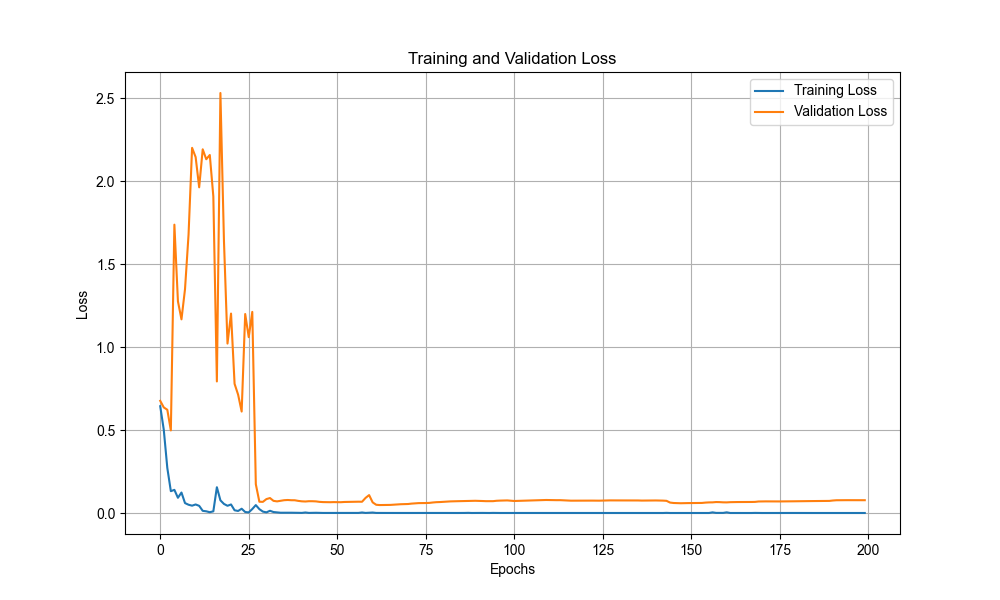 Training and Validation Loss
Training Loss
Validation Loss
2.5
2.0
1.5
1.0
0.5
0.0
Loss
0 25 50 75 100 125 150 175 200
Epochs